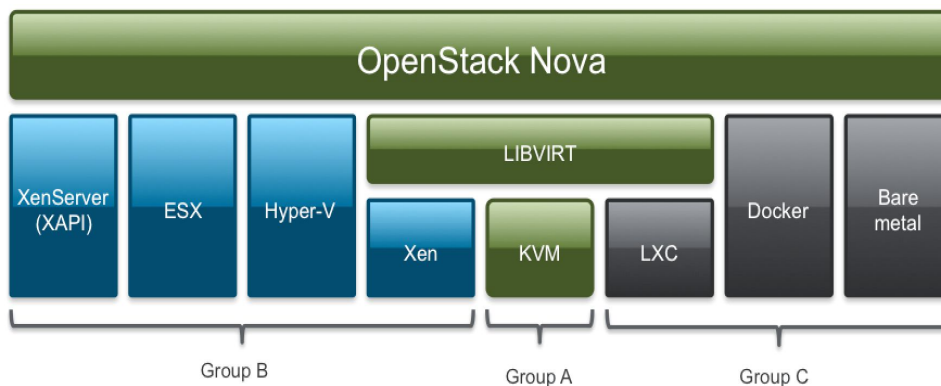 OpenStack Nova
XenServer
(XAPI)
ESX
Hyper-V
LIBVIRT
Xen
KVM
LXC
Docker
Bare
metal
Group B
Group A
Group C